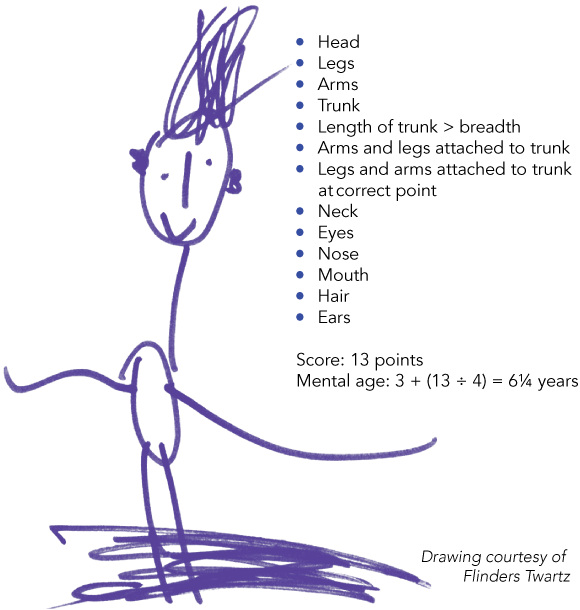 • Head
• Legs
• Arms
• Trunk
• Length of trunk > breadth
• Arms and legs attached to trunk
• Legs and arms attached to trunk
at correct point
• Neck
• Eyes
• Nose
• Mouth
• Hair
• Ears
Score: 13 points
Mental age: 3 + (13 ÷ 4) = 6¼ years
Drawing courtesy of
Flinders Twartz